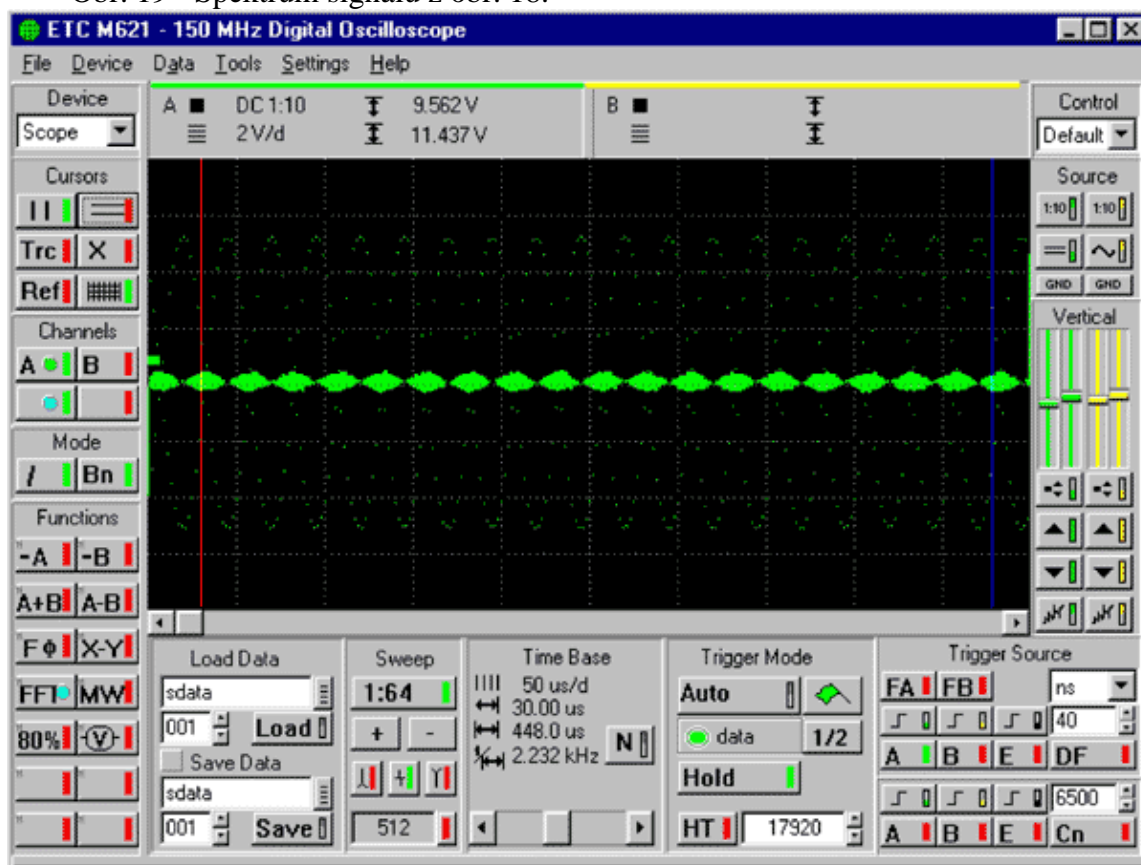 Obr. 19 - Spektrum signálů z obr. 18.
ETC M621 - 150 MHz Digital Oscilloscope
File Device Data Tools Settings Help
Device
Scope
A DC 1:10 9.562 V
2 V/d 11.437 V
B
Control
Default
Cursors
Trc X
Ref
Channels
A B
Mode
/ Bn
Functions
-A -B
A+B A-B
FΦ X-Y
FFT MW
80% V
Source
1:10 1:10
GND GND
Vertical
Load Data
sdata
001 Load
Save Data
sdata
001 Save
Sweep
1:64
+ -
512
Time Base
50 us/d
30.00 us
448.0 us
2.232 kHz
N
Trigger Mode
Auto
data 1/2
Hold
HT 17920
Trigger Source
FA FB ns
40
A B E DF
6500
A B E Cn